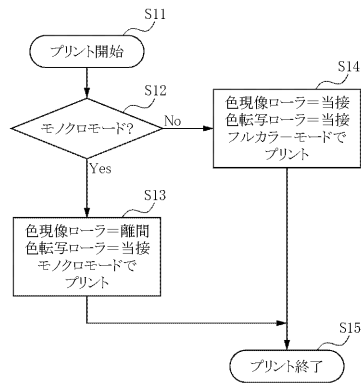 S11
プリント開始
S12
モノクロモード?
No
Yes
S14
色現像ローラ＝当接
色転写ローラ＝当接
フルカラーモードで
プリント
S13
色現像ローラ＝離間
色転写ローラ＝当接
モノクロモードで
プリント
S15
プリント終了